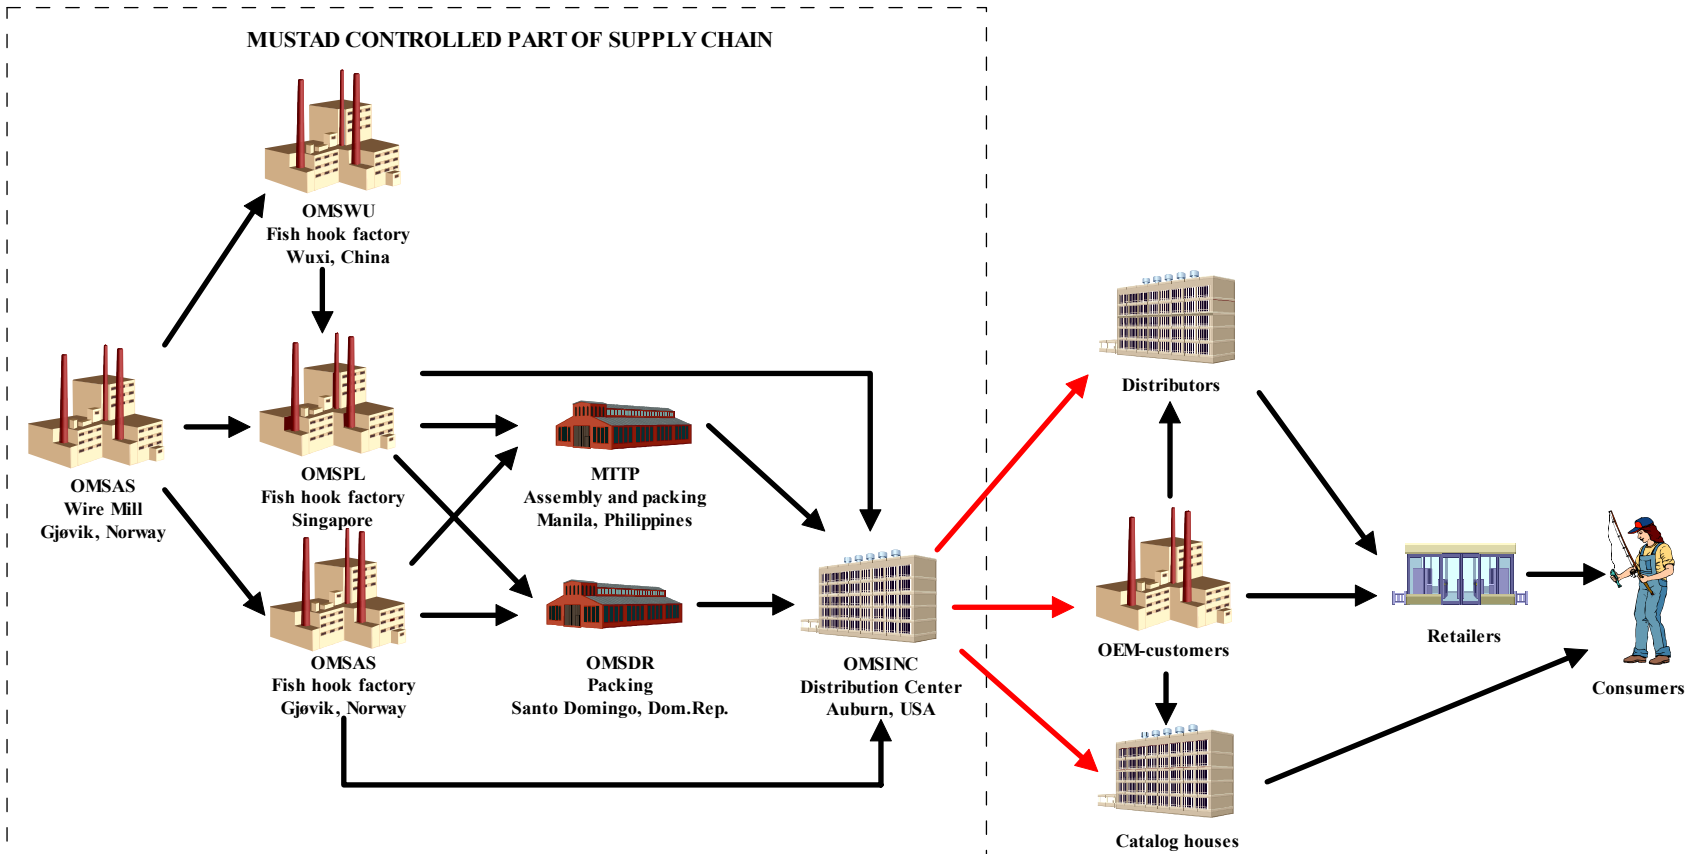 MUSTAD CONTROLLED PART OF SUPPLY CHAIN
OMSWU
Fish hook factory
Wuxi, China
OMSAS
Wire Mill
Gjøvik, Norway
OMSPL
Fish hook factory
Singapore
MTTP
Assembly and packing
Manila, Philippines
OMSAS
Fish hook factory
Gjøvik, Norway
OMSDR
Packing
Santo Domingo, Dom.Rep.
OMSINC
Distribution Center
Auburn, USA
Distributors
OEM-customers
Catalog houses
Retailers
Consumers